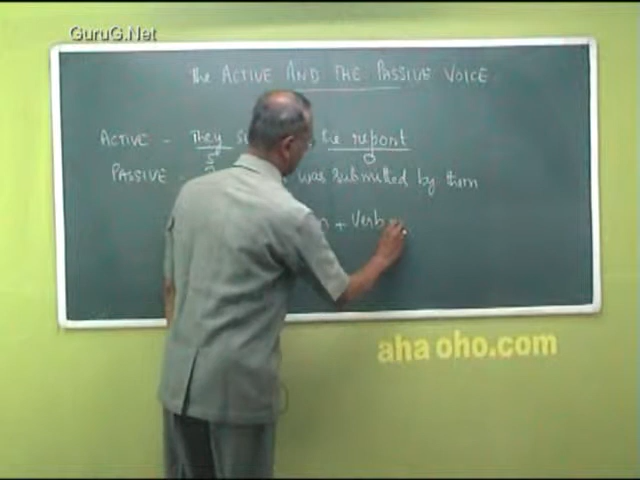 GuruG.Net
The ACTIVE AND THE PASSIVE VOICE
ACTIVE - They the report
S O
PASSIVE - was submitted by them
+ Verb
aha oho.com